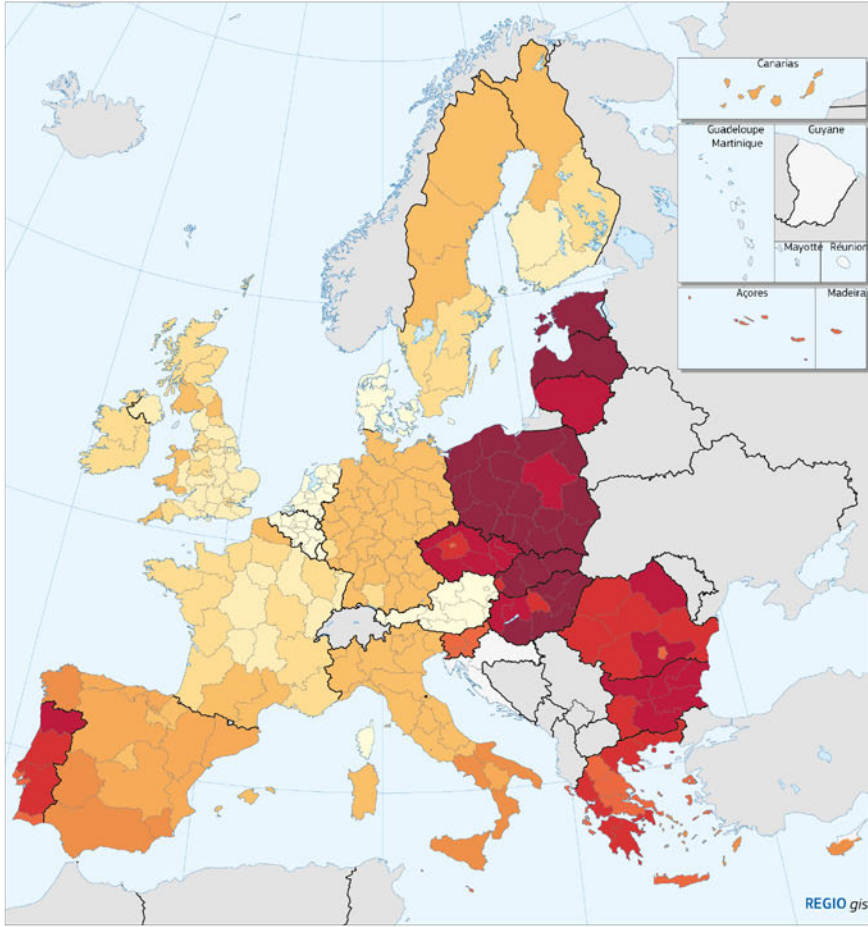 Canarias
Guadeloupe
Martinique
Guyane
Mayotte
Réunion
Açores
Madeira
REGIO gis